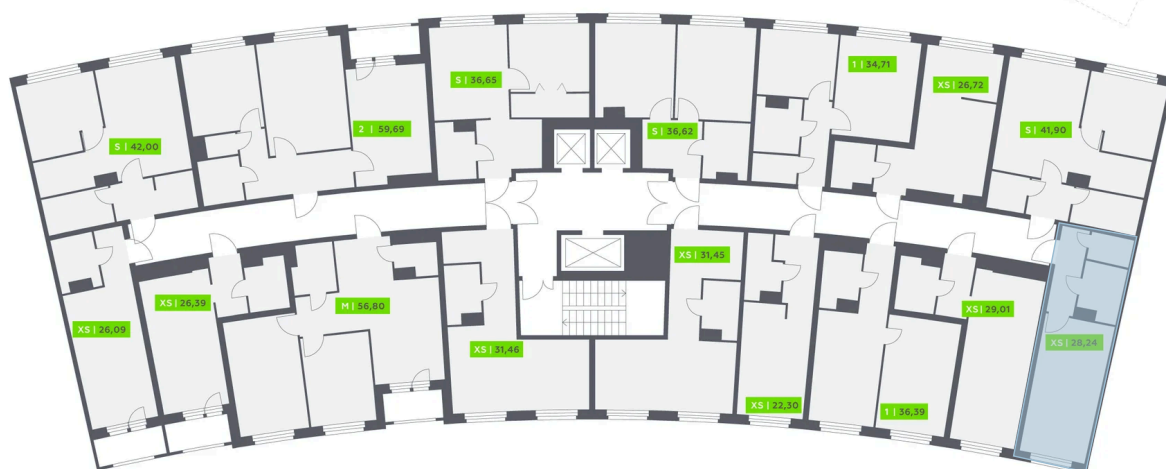 S | 42,00
2 | 59,69
S | 36,65
S | 36,62
1 | 34,71
XS | 26,72
S | 41,90
XS | 26,09
XS | 26,39
M | 56,80
XS | 31,46
XS | 31,45
XS | 22,30
1 | 36,39
XS | 29,01
XS | 28,24